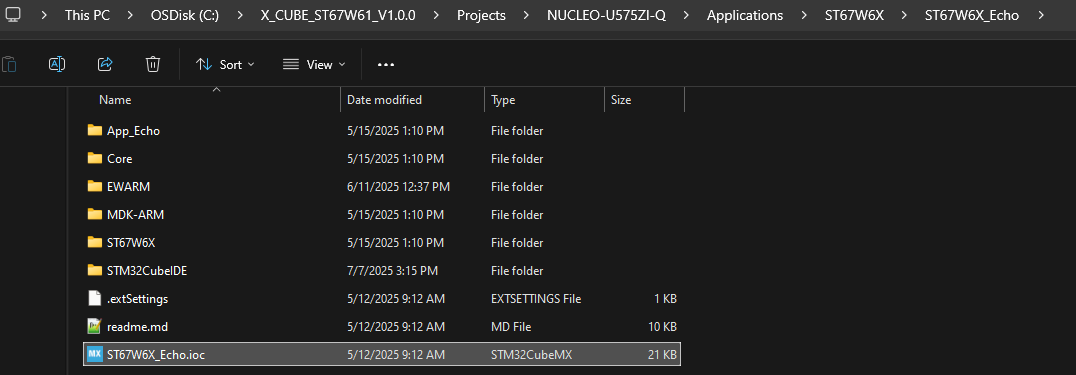 This PC > OSDisk (C:) > X_CUBE_ST67W61_V1.0.0 > Projects > NUCLEO-U575ZI-Q > Applications > ST67W6X > ST67W6X_Echo >
Sort View
Name Date modified Type Size
App_Echo 5/15/2025 1:10 PM File folder
Core 5/15/2025 1:10 PM File folder
EWARM 6/11/2025 12:37 PM File folder
MDK-ARM 5/15/2025 1:10 PM File folder
ST67W6X 5/15/2025 1:10 PM File folder
STM32CubeIDE 7/7/2025 3:15 PM File folder
.extSettings 5/12/2025 9:12 AM EXTSETTINGS File 1 KB
readme.md 5/12/2025 9:12 AM MD File 10 KB
MX ST67W6X_Echo.ioc 5/12/2025 9:12 AM STM32CubeMX 21 KB